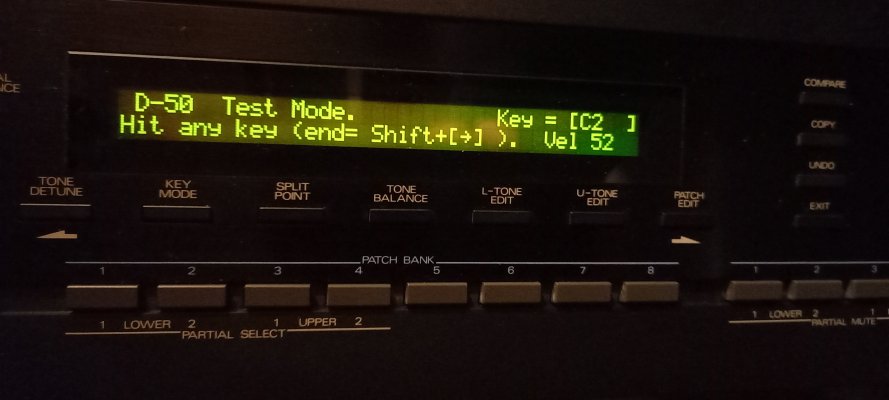 D-50 Test Mode. Key = [C2 ]
Hit any key (end= Shift+[→] ). Vel 52
COMPARE
COPY
UNDO
EXIT
TONE DETUNE
KEY MODE
SPLIT POINT
TONE BALANCE
L-TONE EDIT
U-TONE EDIT
PATCH EDIT
PATCH BANK
1 2 3 4 5 6 7 8
1 2 3
1 LOWER 2 1 UPPER 2
PARTIAL SELECT
1 LOWER 2 1
PARTIAL MUTE